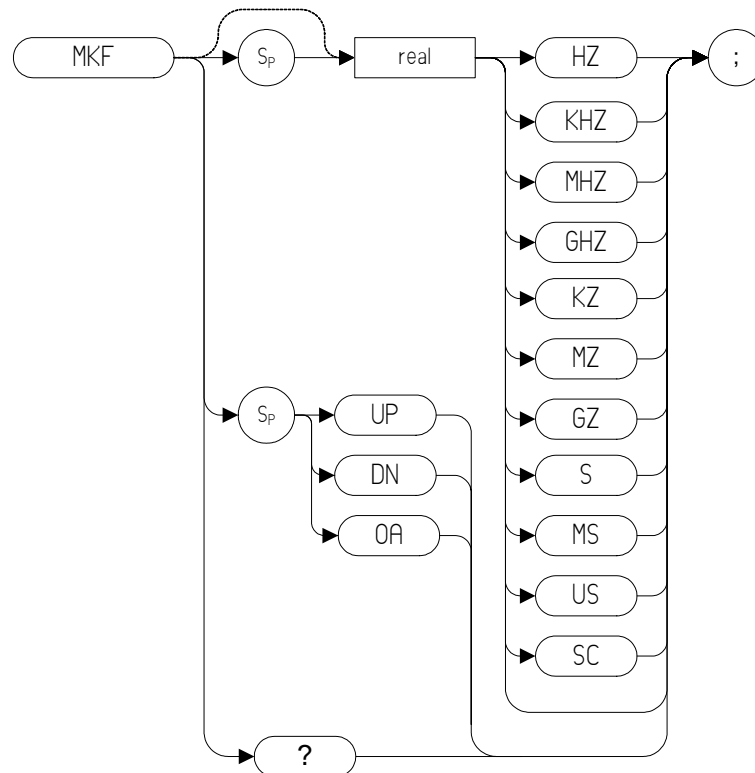 MKF SP real HZ ;
KHZ
MHZ
GHZ
KZ
MZ
SP UP GZ
DN S
OA MS
US
SC
?